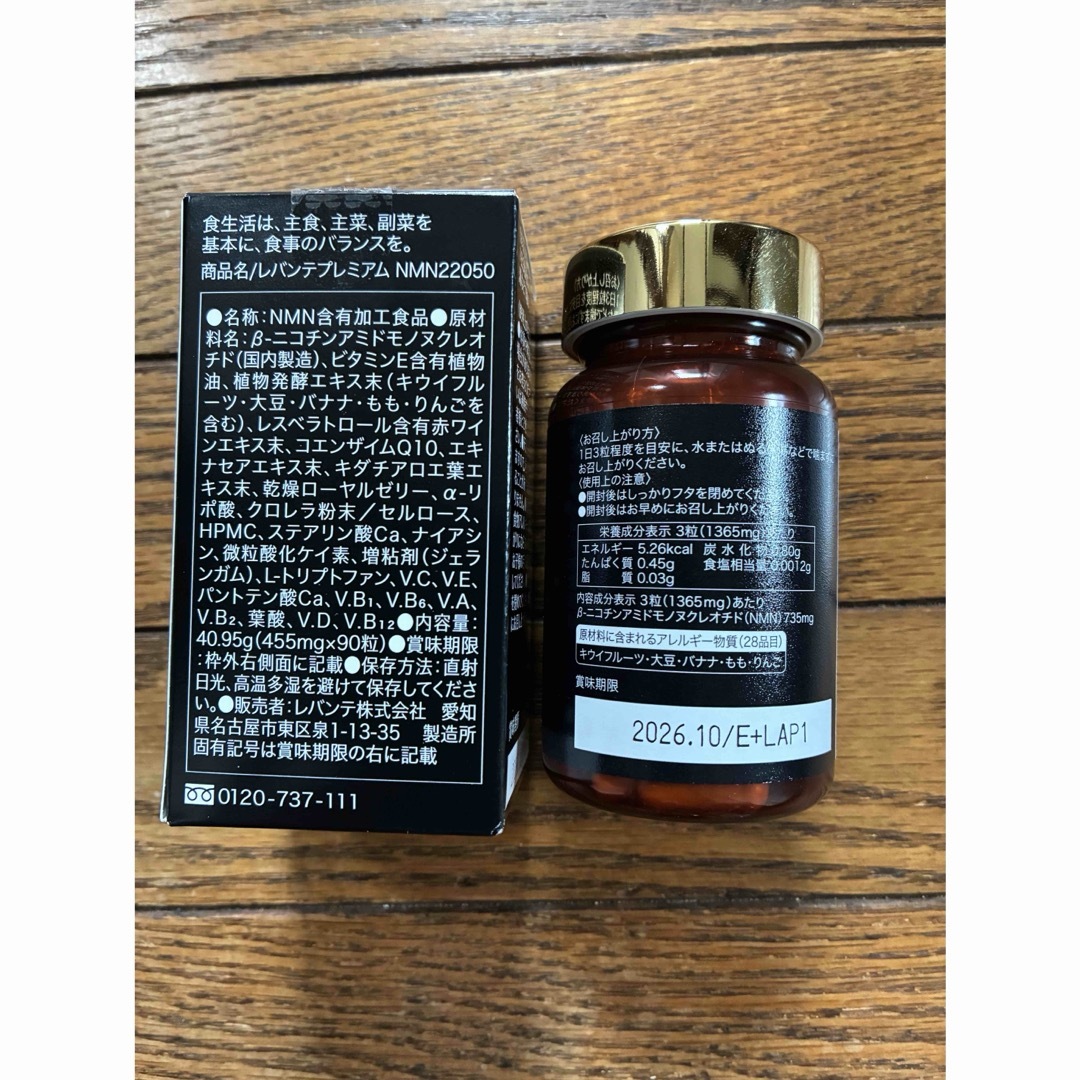 食生活は、主食、主菜、副菜を
基本に、食事のバランスを。
商品名/レバンテプレミアム NMN22050
●名称:NMN含有加工食品●原材
料名:β-ニコチンアミドモノヌクレオ
チド(国内製造)、ビタミンE含有植物
油、植物発酵エキス末(キウイフル
ーツ・大豆・バナナ・もも・りんごを
含む)、レスベラトロール含有赤ワイ
ンエキス末、コエンザイムQ10、エキ
ナセアエキス末、キダチアロエ葉エ
キス末、乾燥ローヤルゼリー、α-リ
ポ酸、クロレラ粉末/セルロース、
HPMC、ステアリン酸Ca、ナイアシ
ン、微粒酸化ケイ素、増粘剤(ジェラ
ンガム)、L-トリプトファン、V.C、V.E、
パントテン酸Ca、V.B₁、V.B₆、V.A、
V.B₂、葉酸、V.D、V.B₁₂●内容量:
40.95g(455mg×90粒)●賞味期限
:枠外右側面に記載●保存方法:直射
日光、高温多湿を避けて保存してくださ
い。●販売者:レバンテ株式会社 愛知
県名古屋市東区泉1-13-35 製造所
固有記号は賞味期限の右に記載
0120-737-111
〈お召し上がり方〉
1日3粒程度を目安に、水またはぬるま などで噛まずに
お召し上がりください。
〈使用上の注意〉
●開封後はしっかりフタを閉めてくだ
●開封後はお早めにお召し上がりくだ
栄養成分表示 3粒(1365mg)あたり
エネルギー 5.26kcal 炭水化物 0.80g
たんぱく質 0.45g 食塩相当量 0.0012g
脂 質 0.03g
内容成分表示 3粒(1365mg)あたり
β-ニコチンアミドモノヌクレオチド(NMN) 735mg
原材料に含まれるアレルギー物質(28品目)
キウイフルーツ・大豆・バナナ・もも・りんご
賞味期限
2026.10/E+LAP1